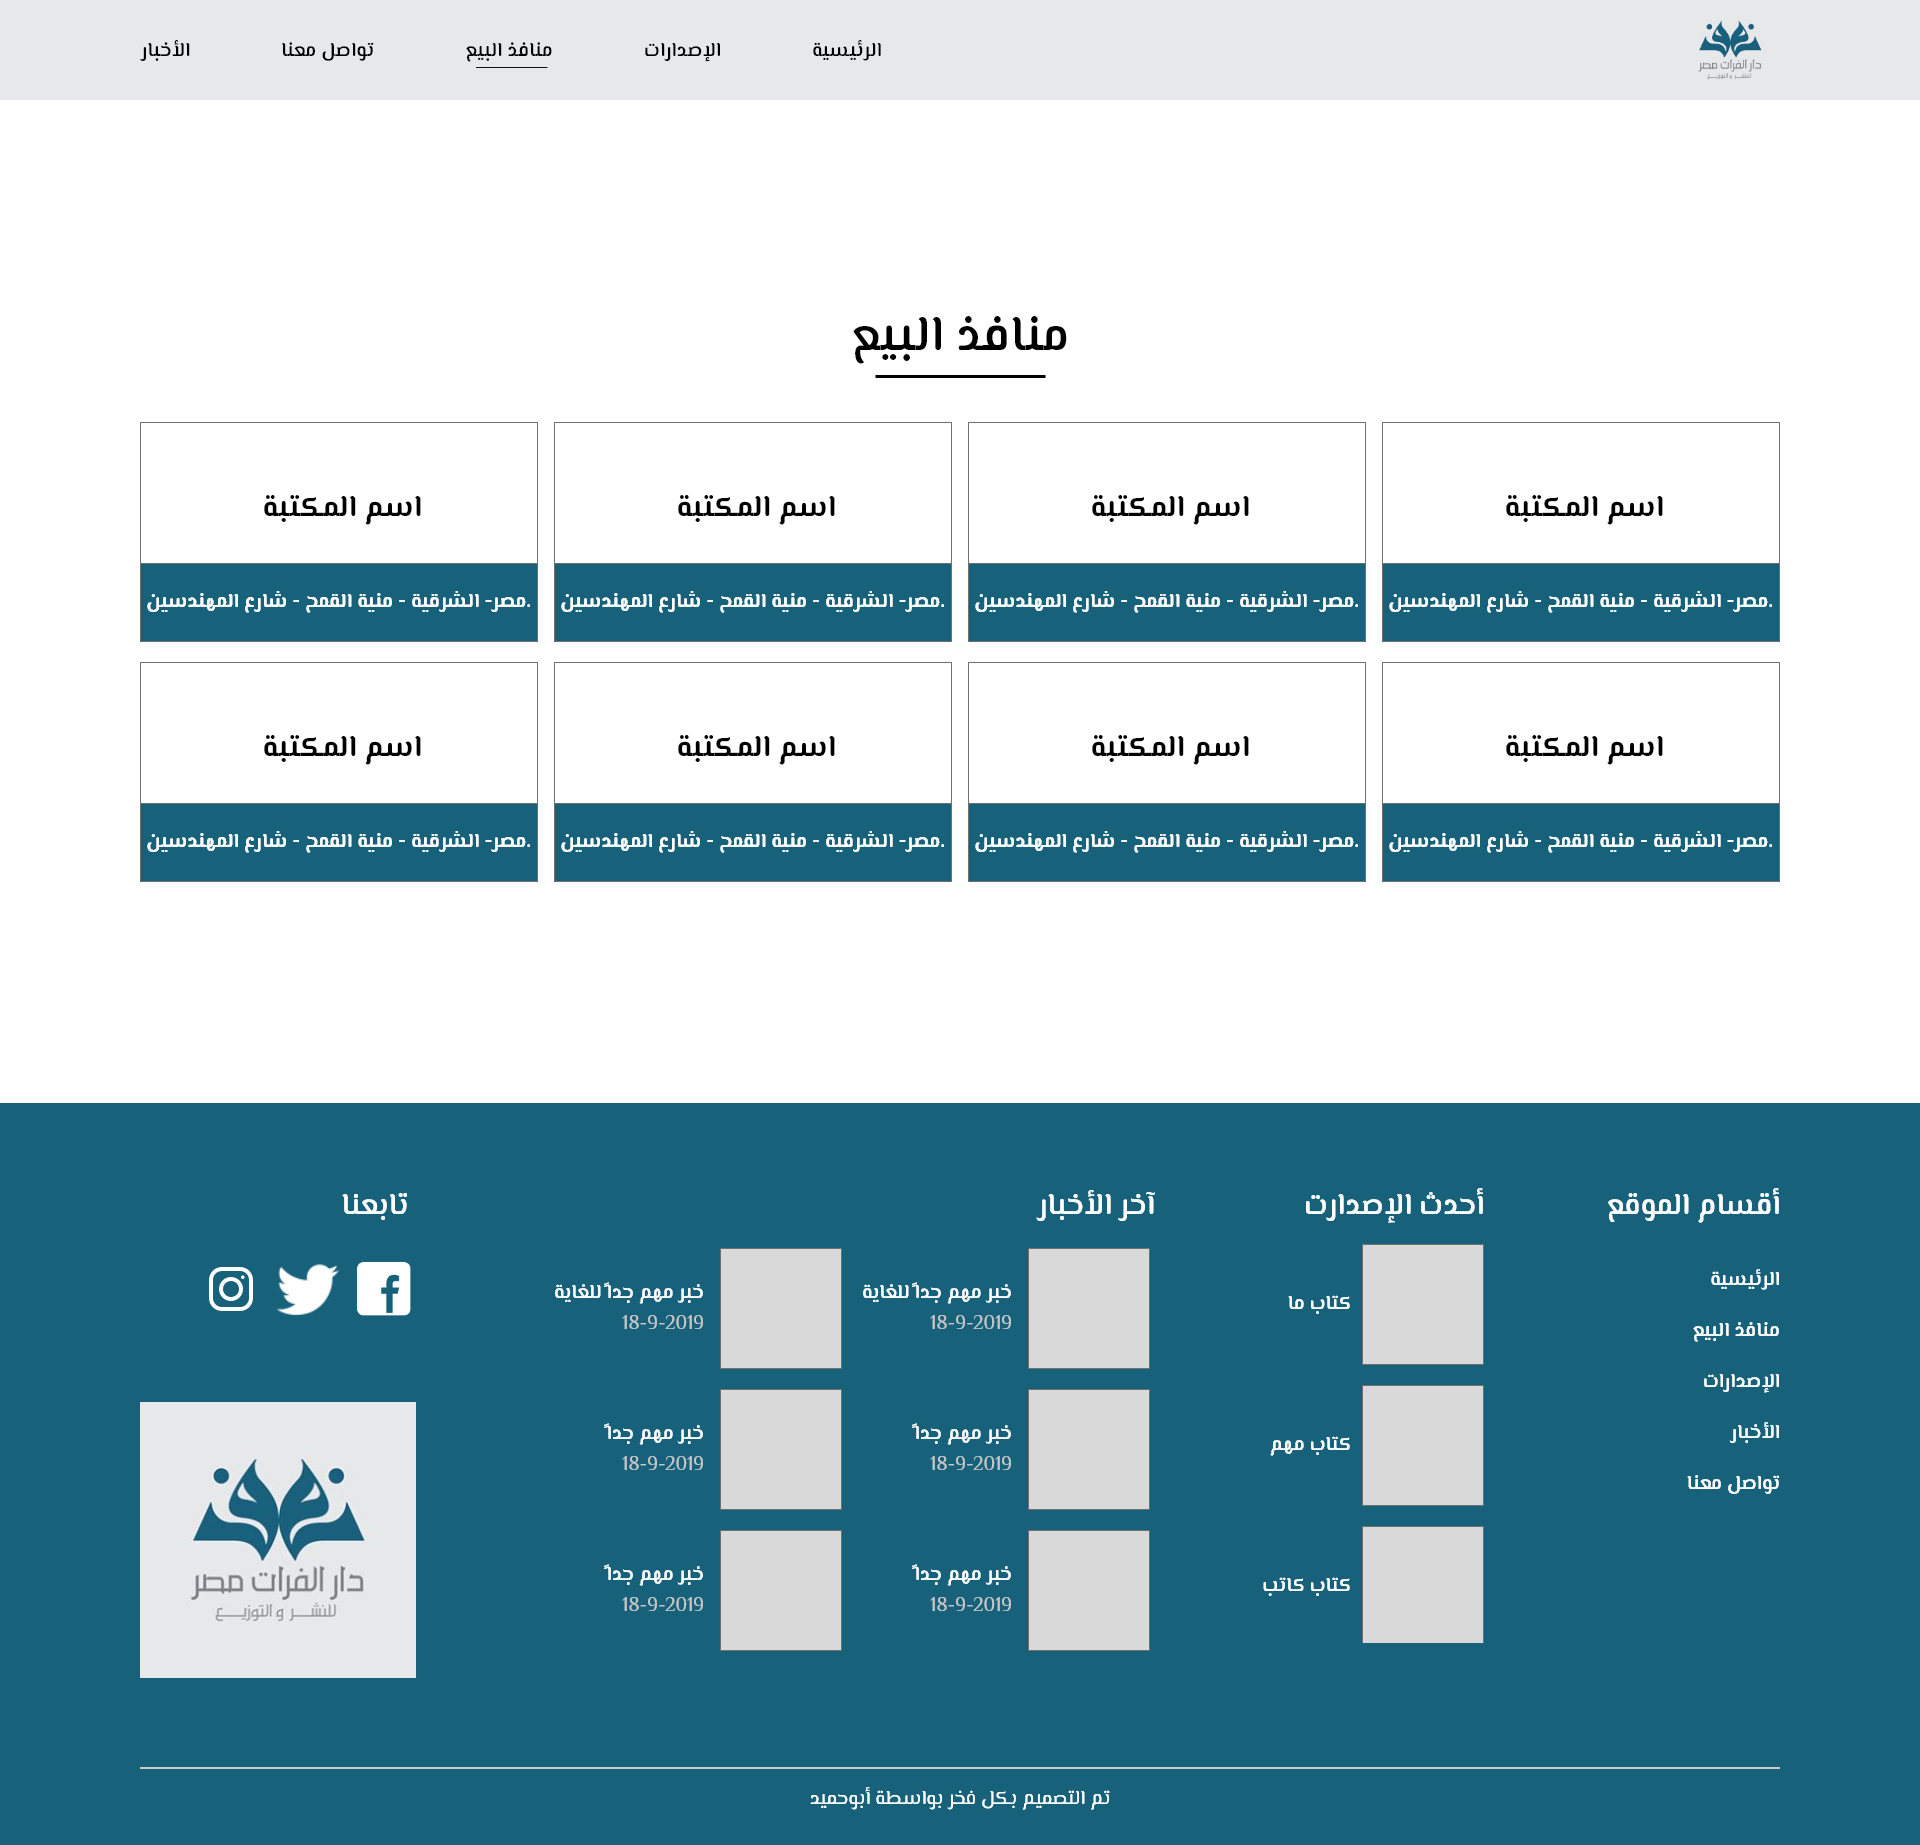 دار الفرات مصر
للنشـــر و التوزيـــع
الرئيسية
الإصدارات
منافذ البيع
تواصل معنا
الأخبار
منافذ البيع
اسم المكتبة
اسم المكتبة
اسم المكتبة
اسم المكتبة
مصر- الشرقية - منية القمح - شارع المهندسين.
مصر- الشرقية - منية القمح - شارع المهندسين.
مصر- الشرقية - منية القمح - شارع المهندسين.
مصر- الشرقية - منية القمح - شارع المهندسين.
اسم المكتبة
اسم المكتبة
اسم المكتبة
اسم المكتبة
مصر- الشرقية - منية القمح - شارع المهندسين.
مصر- الشرقية - منية القمح - شارع المهندسين.
مصر- الشرقية - منية القمح - شارع المهندسين.
مصر- الشرقية - منية القمح - شارع المهندسين.
أقسام الموقع
الرئيسية
منافذ البيع
الإصدارات
الأخبار
تواصل معنا
أحدث الإصدارت
كتاب ما
كتاب مهم
كتاب كاتب
آخر الأخبار
خبر مهم جداً للغاية
18-9-2019
خبر مهم جداً للغاية
18-9-2019
خبر مهم جداً
18-9-2019
خبر مهم جداً
18-9-2019
خبر مهم جداً
18-9-2019
خبر مهم جداً
18-9-2019
تابعنا
دار الفرات مصر
للنشـــر و التوزيـــع
تم التصميم بكل فخر بواسطة أبوحميد